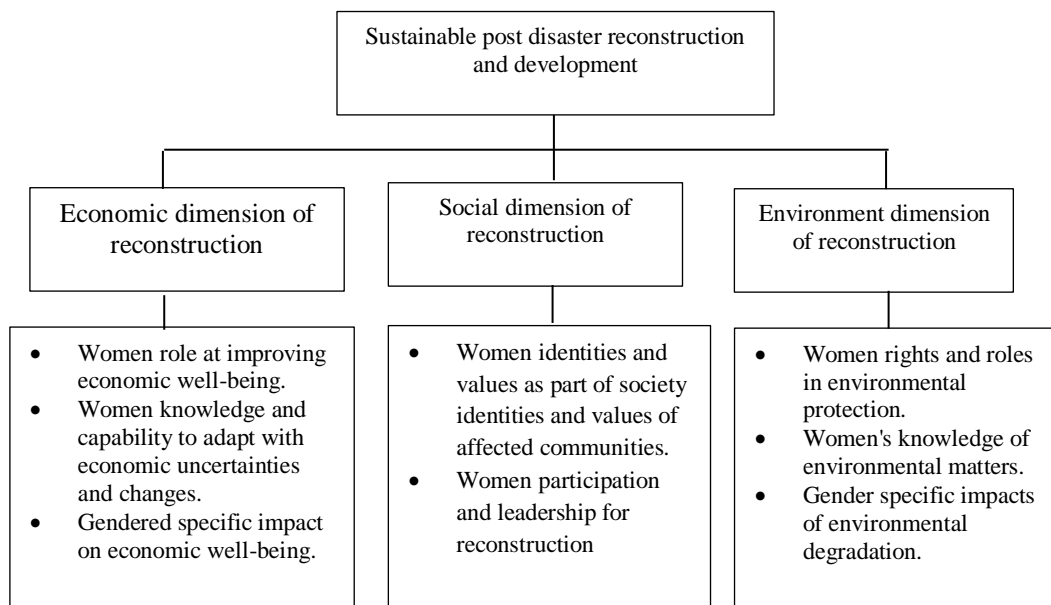 Sustainable post disaster reconstruction
and development
Economic dimension of
reconstruction
Social dimension of
reconstruction
Environment dimension
of reconstruction
• Women role at improving
economic well-being.
• Women knowledge and
capability to adapt with
economic uncertainties
and changes.
• Gendered specific impact
on economic well-being.
• Women identities and
values as part of society
identities and values of
affected communities.
• Women participation
and leadership for
reconstruction
• Women rights and roles
in environmental
protection.
• Women's knowledge of
environmental matters.
• Gender specific impacts
of environmental
degradation.